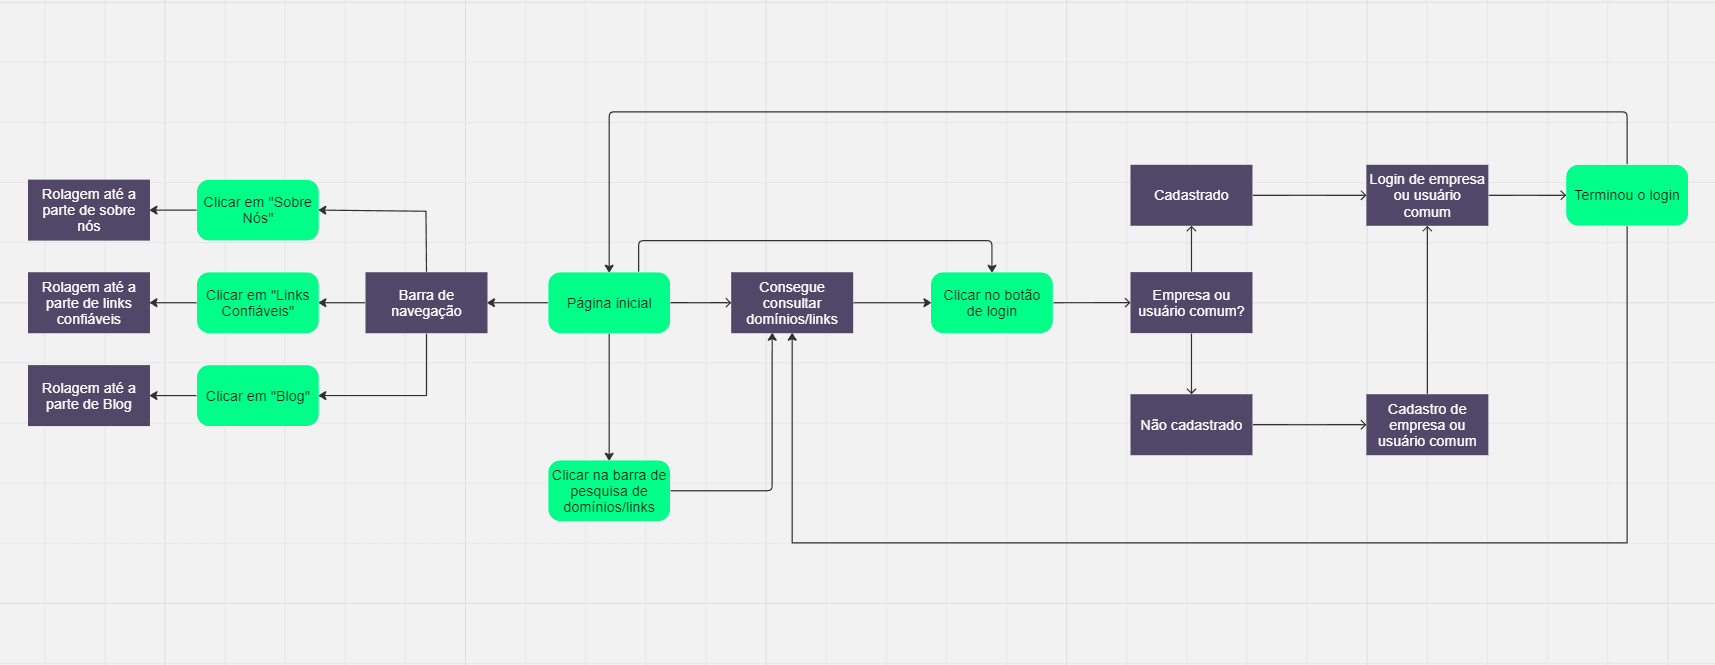 Rolagem até a
parte de sobre
nós
Clicar em "Sobre
Nós"
Rolagem até a
parte de links
confiáveis
Clicar em "Links
Confiáveis"
Rolagem até a
parte de Blog
Clicar em "Blog"
Barra de
navegação
Página inicial
Clicar na barra de
pesquisa de
domínios/links
Consegue
consultar
domínios/links
Clicar no botão
de login
Empresa ou
usuário comum?
Cadastrado
Não cadastrado
Login de empresa
ou usuário
comum
Cadastro de
empresa ou
usuário comum
Terminou o login